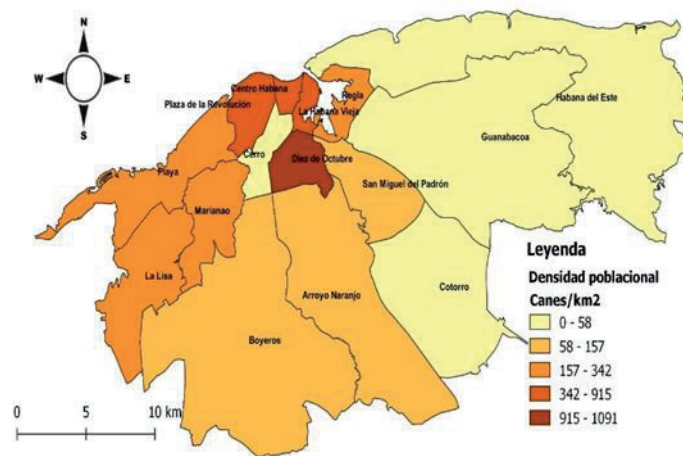 N
W E
S
Centro Habana
Plaza de la Revolución
Regla
La Habana Vieja
Habana del Este
Guanabacoa
Cerro
Diez de Octubre
Playa
San Miguel del Padrón
Marianao
La Lisa
Cotorro
Arroyo Naranjo
Boyeros
Leyenda
Densidad poblacional
Canes/km2
0 - 58
58 - 157
157 - 342
342 - 915
915 - 1091
0 5 10 km